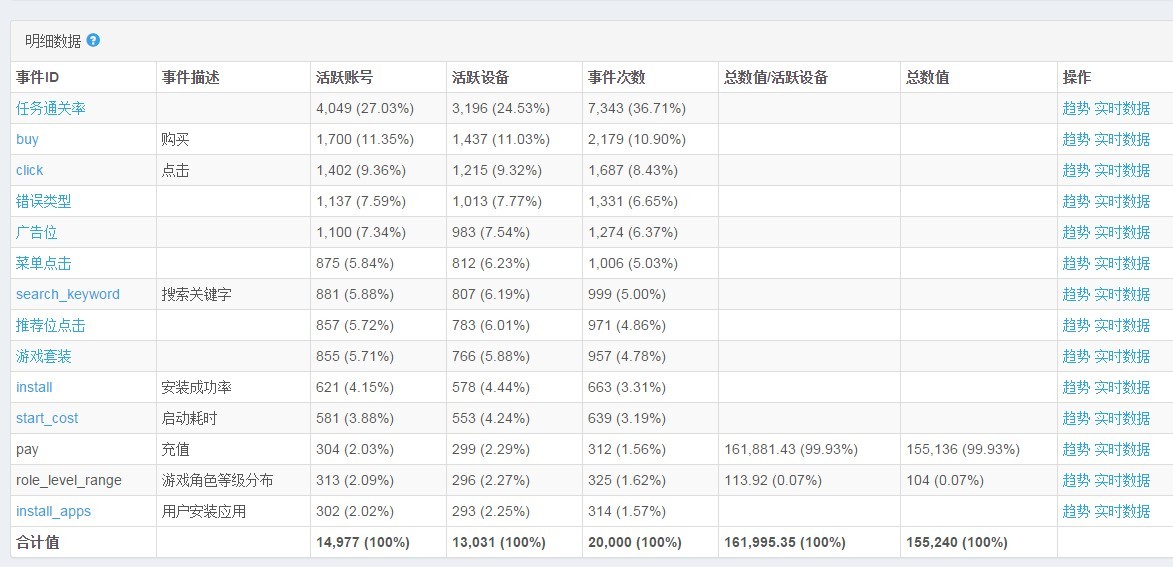 明细数据 ?
事件ID 事件描述 活跃账号 活跃设备 事件次数 总数值/活跃设备 总数值 操作
任务通关率 4,049 (27.03%) 3,196 (24.53%) 7,343 (36.71%) 趋势 实时数据
buy 购买 1,700 (11.35%) 1,437 (11.03%) 2,179 (10.90%) 趋势 实时数据
click 点击 1,402 (9.36%) 1,215 (9.32%) 1,687 (8.43%) 趋势 实时数据
错误类型 1,137 (7.59%) 1,013 (7.77%) 1,331 (6.65%) 趋势 实时数据
广告位 1,100 (7.34%) 983 (7.54%) 1,274 (6.37%) 趋势 实时数据
菜单点击 875 (5.84%) 812 (6.23%) 1,006 (5.03%) 趋势 实时数据
search_keyword 搜索关键字 881 (5.88%) 807 (6.19%) 999 (5.00%) 趋势 实时数据
推荐位点击 857 (5.72%) 783 (6.01%) 971 (4.86%) 趋势 实时数据
游戏套装 855 (5.71%) 766 (5.88%) 957 (4.78%) 趋势 实时数据
install 安装成功率 621 (4.15%) 578 (4.44%) 663 (3.31%) 趋势 实时数据
start_cost 启动耗时 581 (3.88%) 553 (4.24%) 639 (3.19%) 趋势 实时数据
pay 充值 304 (2.03%) 299 (2.29%) 312 (1.56%) 161,881.43 (99.93%) 155,136 (99.93%) 趋势 实时数据
role_level_range 游戏角色等级分布 313 (2.09%) 296 (2.27%) 325 (1.62%) 113.92 (0.07%) 104 (0.07%) 趋势 实时数据
install_apps 用户安装应用 302 (2.02%) 293 (2.25%) 314 (1.57%) 趋势 实时数据
合计值 14,977 (100%) 13,031 (100%) 20,000 (100%) 161,995.35 (100%) 155,240 (100%)